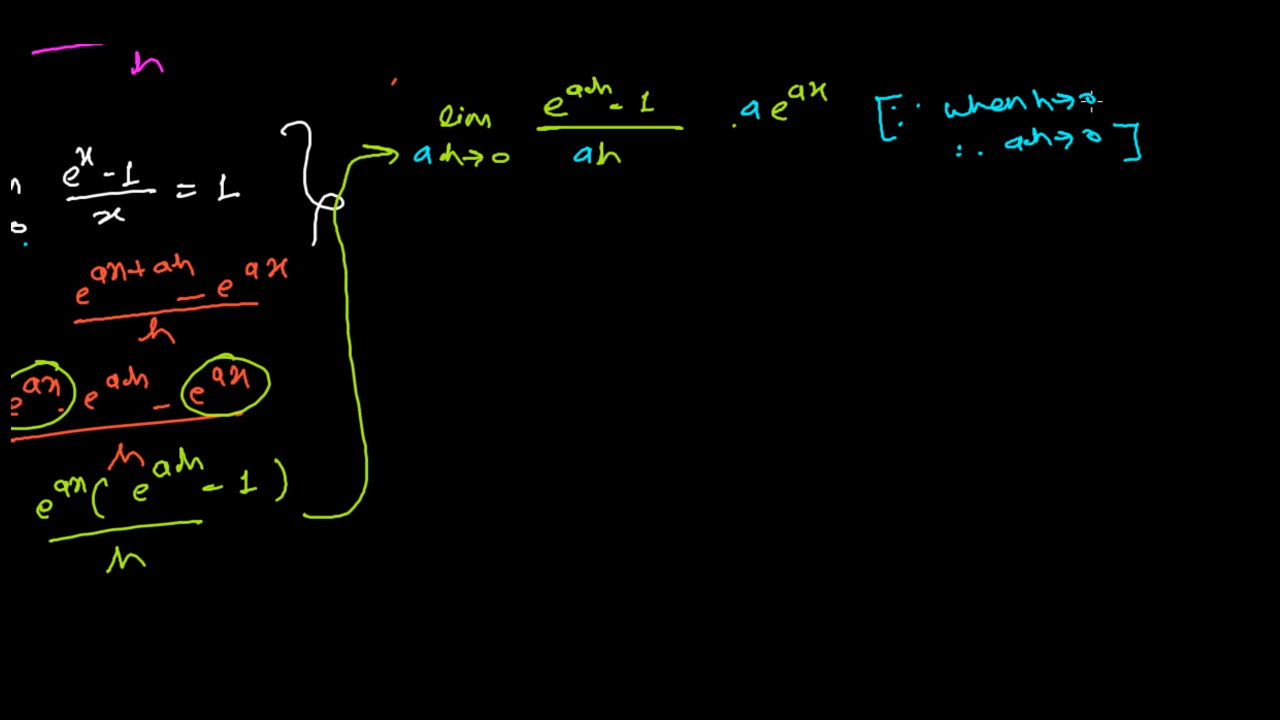 h
n e^x - 1 / x = 1
0
e^{ax+ah} - e^{ax}
h
e^{ax} . e^{ah} - e^{ax}
h
e^{ax} ( e^{ah} - 1 )
h
lim e^{ah} - 1 . a e^{ax} [∵ when h→0
ah→0 ah ∴ ah→0 ]